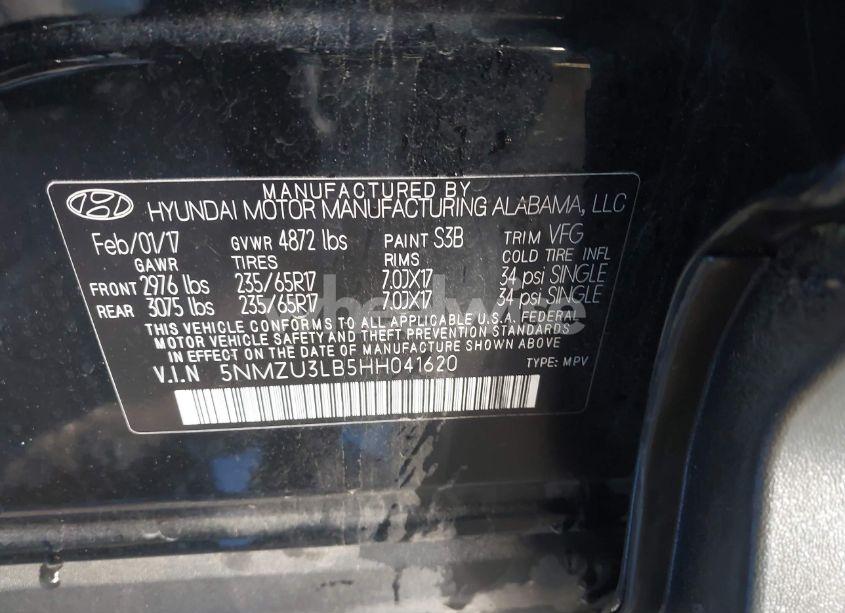 MANUFACTURED BY
HYUNDAI MOTOR MANUFACTURING ALABAMA, LLC
Feb/01/17 GVWR 4872 lbs PAINT S3B TRIM VFG
GAWR TIRES RIMS COLD TIRE INFL
FRONT 2976 lbs 235/65R17 7.0JX17 34 psi SINGLE
REAR 3075 lbs 235/65R17 7.0JX17 34 psi SINGLE
THIS VEHICLE CONFORMS TO ALL APPLICABLE U.S.A. FEDERAL
MOTOR VEHICLE SAFETY AND THEFT PREVENTION STANDARDS
IN EFFECT ON THE DATE OF MANUFACTURE SHOWN ABOVE
V.I.N 5NMZU3LB5HH041620 TYPE: MPV